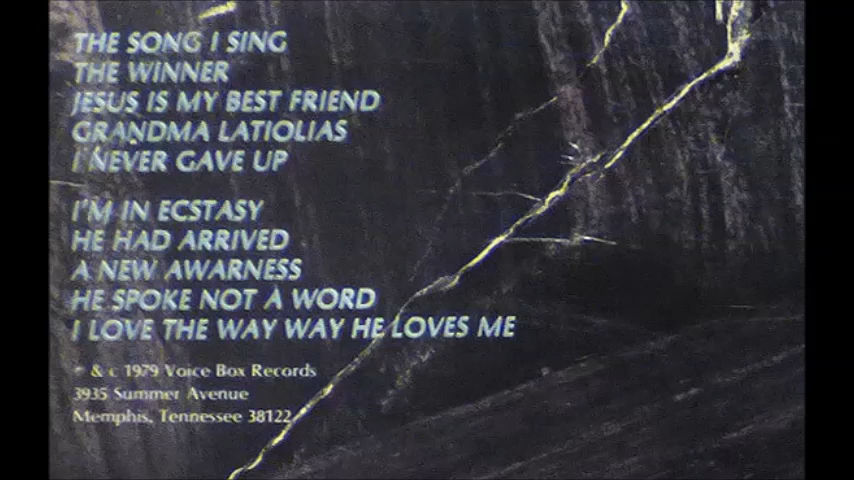 THE SONG I SING
THE WINNER
JESUS IS MY BEST FRIEND
GRANDMA LATIOLIAS
I NEVER GAVE UP
I'M IN ECSTASY
HE HAD ARRIVED
A NEW AWARNESS
HE SPOKE NOT A WORD
I LOVE THE WAY WAY HE LOVES ME
& c 1979 Voice Box Records
3935 Summer Avenue
Memphis, Tennessee 38122